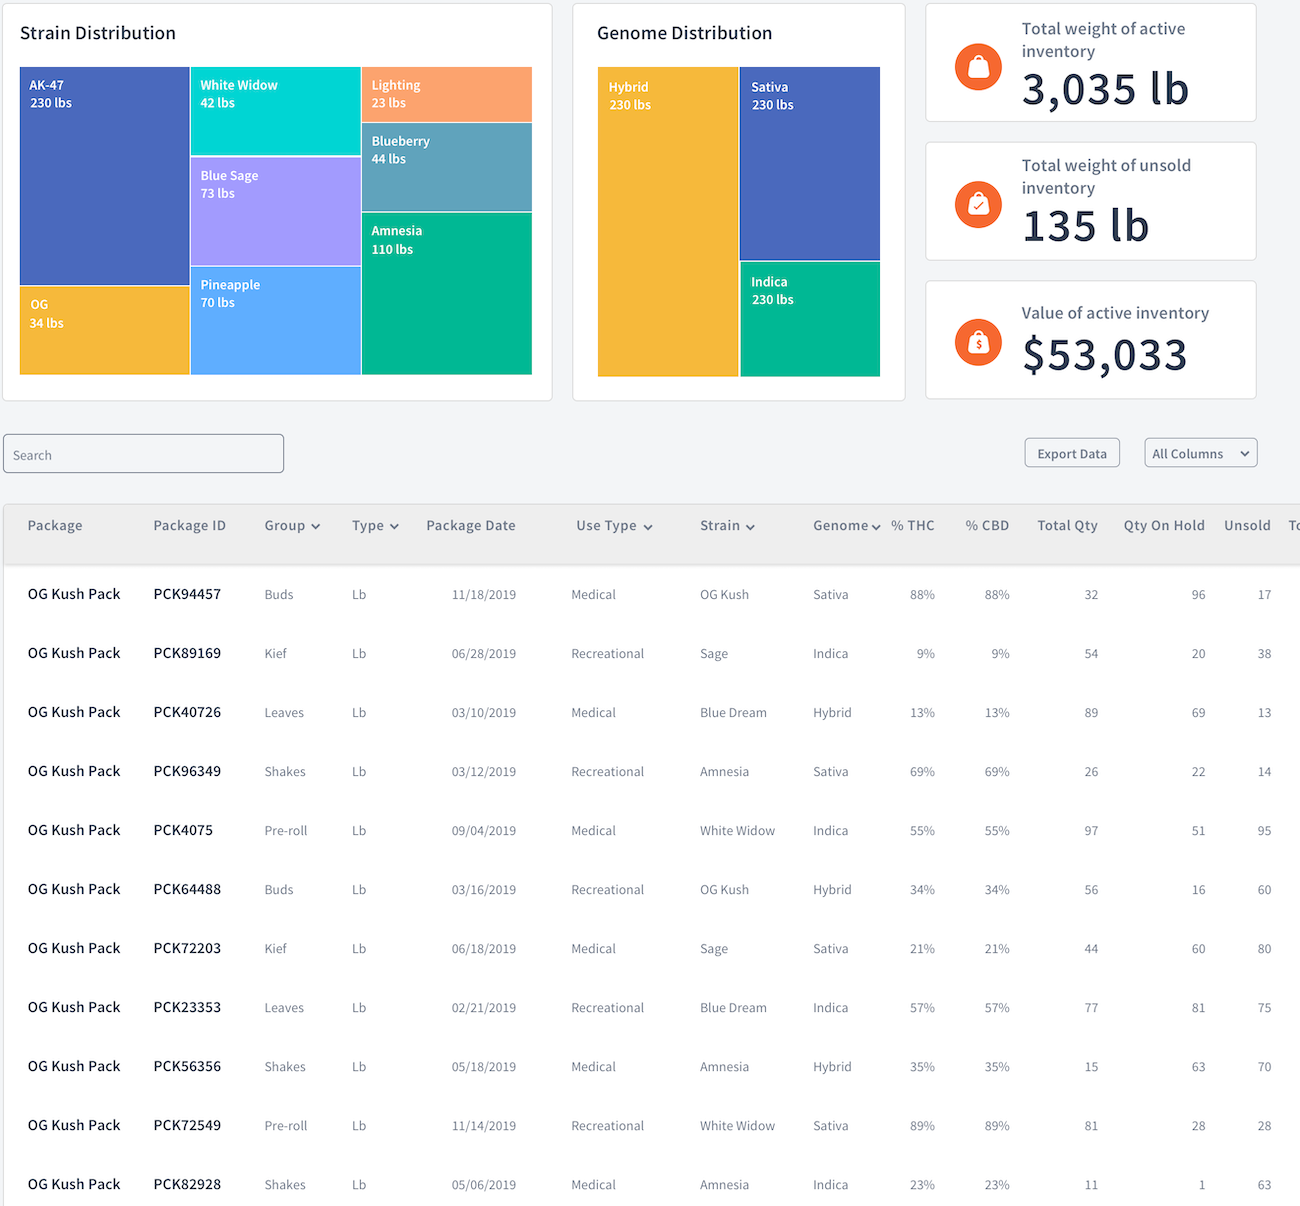 Strain Distribution
AK-47
230 lbs
OG
34 lbs
White Widow
42 lbs
Blue Sage
73 lbs
Pineapple
70 lbs
Lighting
23 lbs
Blueberry
44 lbs
Amnesia
110 lbs
Genome Distribution
Hybrid
230 lbs
Sativa
230 lbs
Indica
230 lbs
Total weight of active
inventory
3,035 lb
Total weight of unsold
inventory
135 lb
Value of active inventory
$53,033
Search
Export Data
All Columns
Package Package ID Group Type Package Date Use Type Strain Genome % THC % CBD Total Qty Qty On Hold Unsold
OG Kush Pack PCK94457 Buds Lb 11/18/2019 Medical OG Kush Sativa 88% 88% 32 96 17
OG Kush Pack PCK89169 Kief Lb 06/28/2019 Recreational Sage Indica 9% 9% 54 20 38
OG Kush Pack PCK40726 Leaves Lb 03/10/2019 Medical Blue Dream Hybrid 13% 13% 89 69 13
OG Kush Pack PCK96349 Shakes Lb 03/12/2019 Recreational Amnesia Sativa 69% 69% 26 22 14
OG Kush Pack PCK4075 Pre-roll Lb 09/04/2019 Medical White Widow Indica 55% 55% 97 51 95
OG Kush Pack PCK64488 Buds Lb 03/16/2019 Recreational OG Kush Hybrid 34% 34% 56 16 60
OG Kush Pack PCK72203 Kief Lb 06/18/2019 Medical Sage Sativa 21% 21% 44 60 80
OG Kush Pack PCK23353 Leaves Lb 02/21/2019 Recreational Blue Dream Indica 57% 57% 77 81 75
OG Kush Pack PCK56356 Shakes Lb 05/18/2019 Medical Amnesia Hybrid 35% 35% 15 63 70
OG Kush Pack PCK72549 Pre-roll Lb 11/14/2019 Recreational White Widow Sativa 89% 89% 81 28 28
OG Kush Pack PCK82928 Shakes Lb 05/06/2019 Medical Amnesia Indica 23% 23% 11 1 63